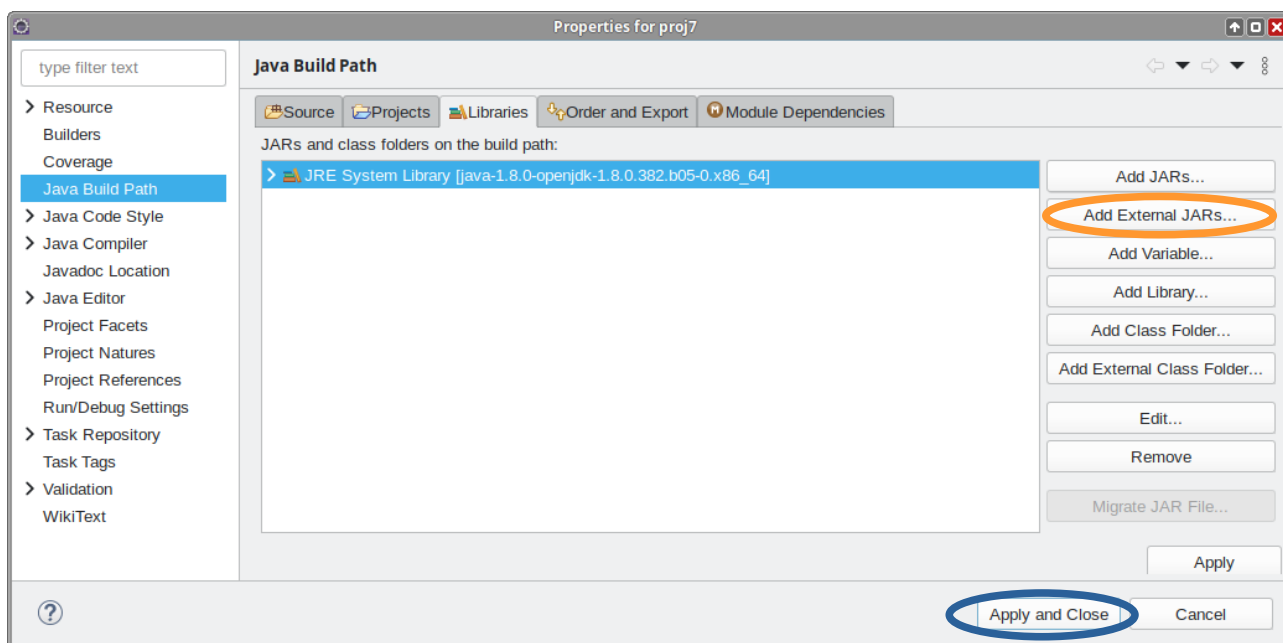 Properties for proj7
type filter text
Resource
Builders
Coverage
Java Build Path
Java Code Style
Java Compiler
Javadoc Location
Java Editor
Project Facets
Project Natures
Project References
Run/Debug Settings
Task Repository
Task Tags
Validation
WikiText
Java Build Path
Source Projects Libraries Order and Export Module Dependencies
JARs and class folders on the build path:
JRE System Library [java-1.8.0-openjdk-1.8.0.382.b05-0.x86_64]
Add JARs...
Add External JARs...
Add Variable...
Add Library...
Add Class Folder...
Add External Class Folder...
Edit...
Remove
Migrate JAR File...
Apply
? Apply and Close Cancel